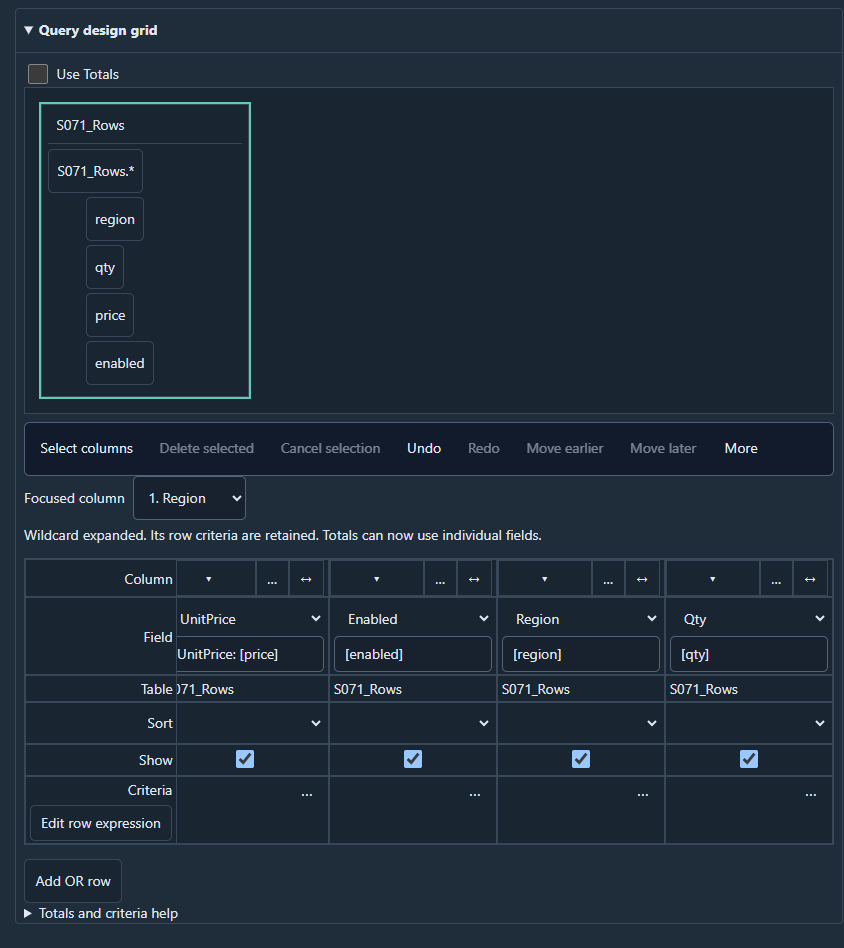 ▼ Query design grid
Use Totals
S071_Rows
S071_Rows.*
region
qty
price
enabled
Select columns Delete selected Cancel selection Undo Redo Move earlier Move later More
Focused column 1. Region
Wildcard expanded. Its row criteria are retained. Totals can now use individual fields.
Column ▾ ... ↔ ▾ ... ↔ ▾ ... ↔ ▾ ... ↔
Field UnitPrice Enabled Region Qty
UnitPrice: [price] [enabled] [region] [qty]
Table 071_Rows S071_Rows S071_Rows S071_Rows
Sort
Show
Criteria ... ... ... ...
Edit row expression
Add OR row
▶ Totals and criteria help